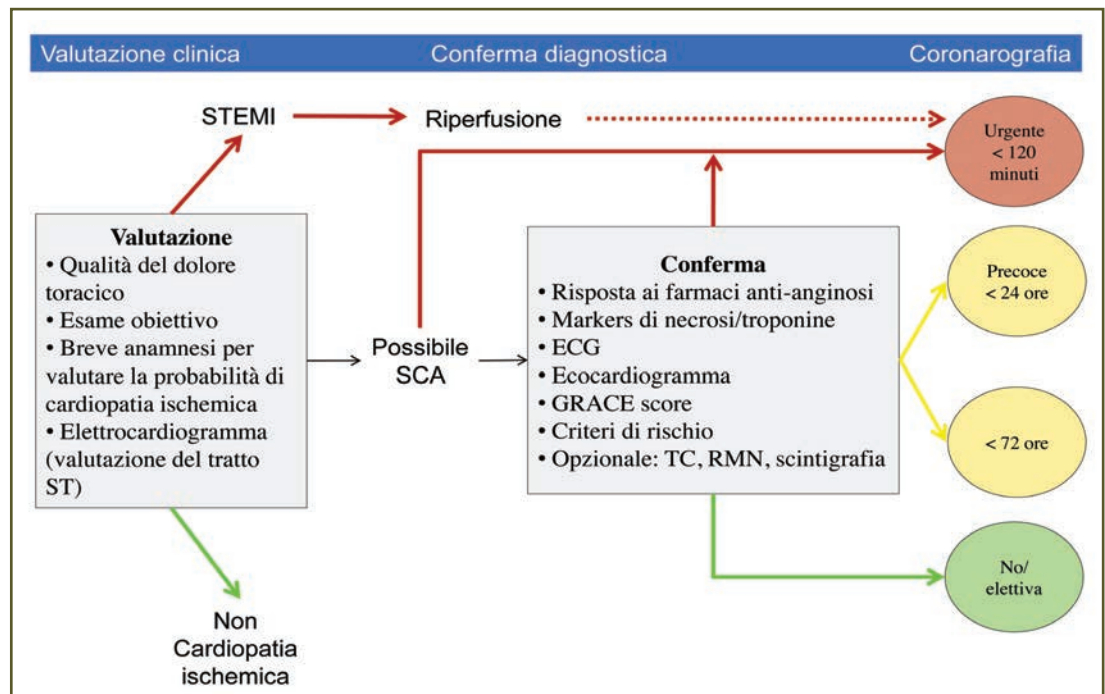 Valutazione clinica
Conferma diagnostica
Coronarografia
STEMI
Riperfusione
Urgente
< 120
minuti
Valutazione
• Qualità del dolore
toracico
• Esame obiettivo
• Breve anamnesi per
valutare la probabilità di
cardiopatia ischemica
• Elettrocardiogramma
(valutazione del tratto
ST)
Possibile
SCA
Conferma
• Risposta ai farmaci anti-anginosi
• Markers di necrosi/troponine
• ECG
• Ecocardiogramma
• GRACE score
• Criteri di rischio
• Opzionale: TC, RMN, scintigrafia
Precoce
< 24 ore
< 72 ore
No/
elettiva
Non
Cardiopatia
ischemica